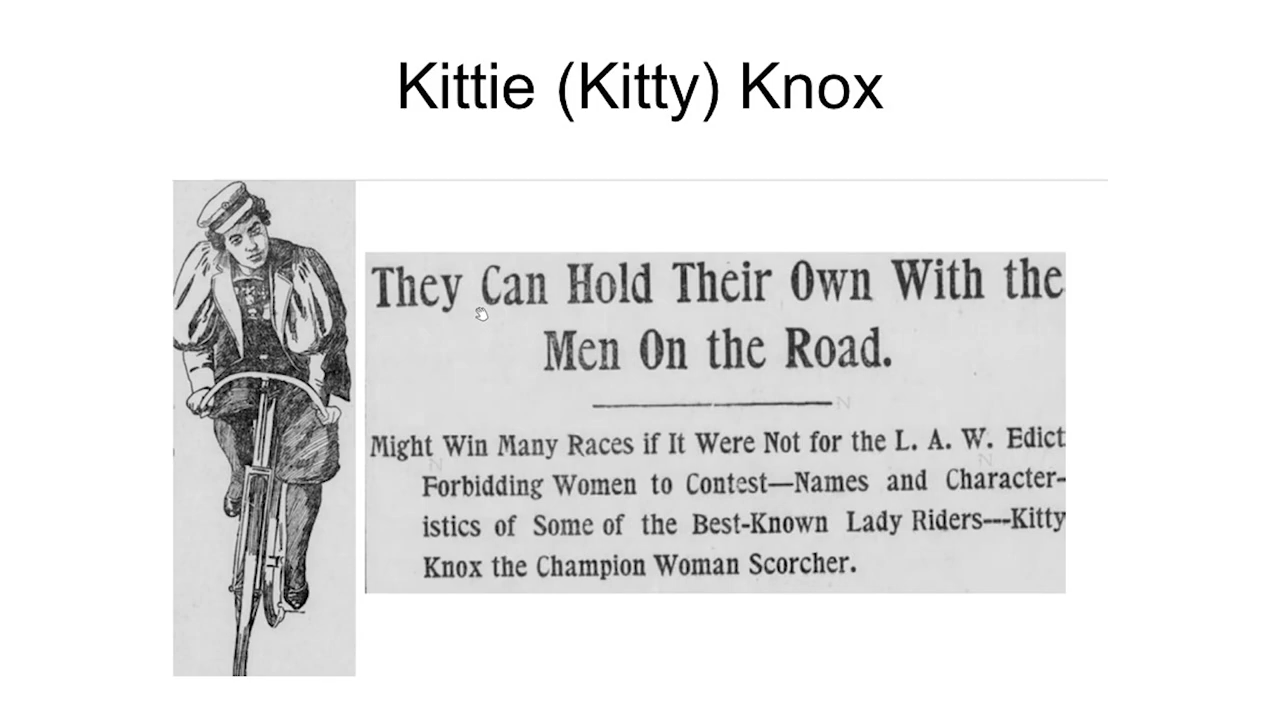 Kittie (Kitty) Knox
They Can Hold Their Own With the
Men On the Road.
Might Win Many Races if It Were Not for the L. A. W. Edict
Forbidding Women to Contest—Names and Character-
istics of Some of the Best-Known Lady Riders---Kitty
Knox the Champion Woman Scorcher.